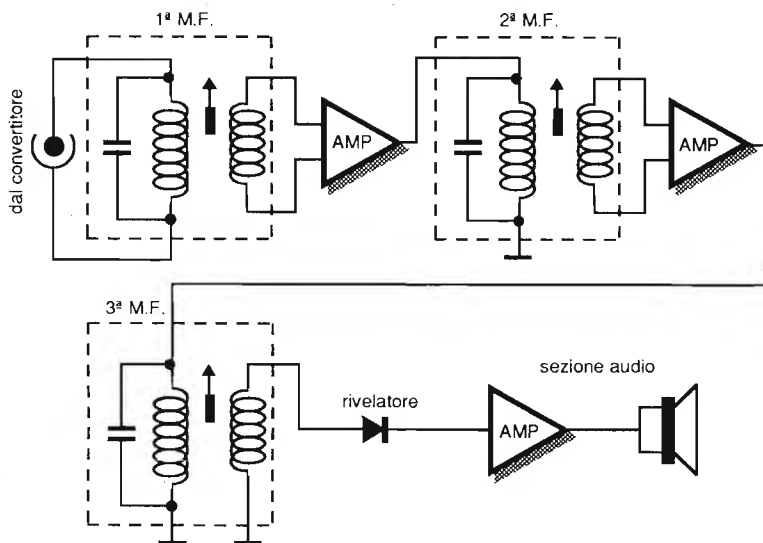 1ª M.F.
2ª M.F.
dal convertitore
AMP
AMP
3ª M.F.
rivelatore
sezione audio
AMP